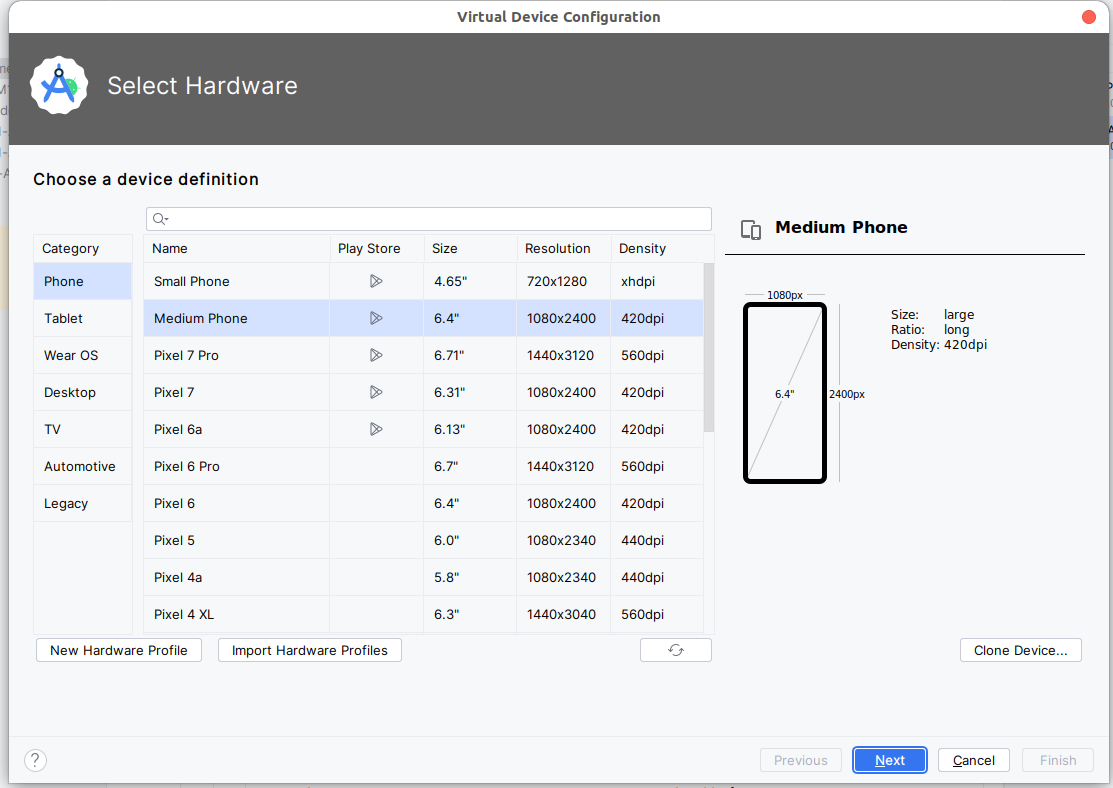 Virtual Device Configuration
Select Hardware
Choose a device definition
Medium Phone
Category
Phone
Tablet
Wear OS
Desktop
TV
Automotive
Legacy
Name Play Store Size Resolution Density
Small Phone 4.65" 720x1280 xhdpi
Medium Phone 6.4" 1080x2400 420dpi
Pixel 7 Pro 6.71" 1440x3120 560dpi
Pixel 7 6.31" 1080x2400 420dpi
Pixel 6a 6.13" 1080x2400 420dpi
Pixel 6 Pro 6.7" 1440x3120 560dpi
Pixel 6 6.4" 1080x2400 420dpi
Pixel 5 6.0" 1080x2340 440dpi
Pixel 4a 5.8" 1080x2340 440dpi
Pixel 4 XL 6.3" 1440x3040 560dpi
1080px
6.4"
2400px
Size: large
Ratio: long
Density: 420dpi
New Hardware Profile Import Hardware Profiles Clone Device...
? Previous Next Cancel Finish